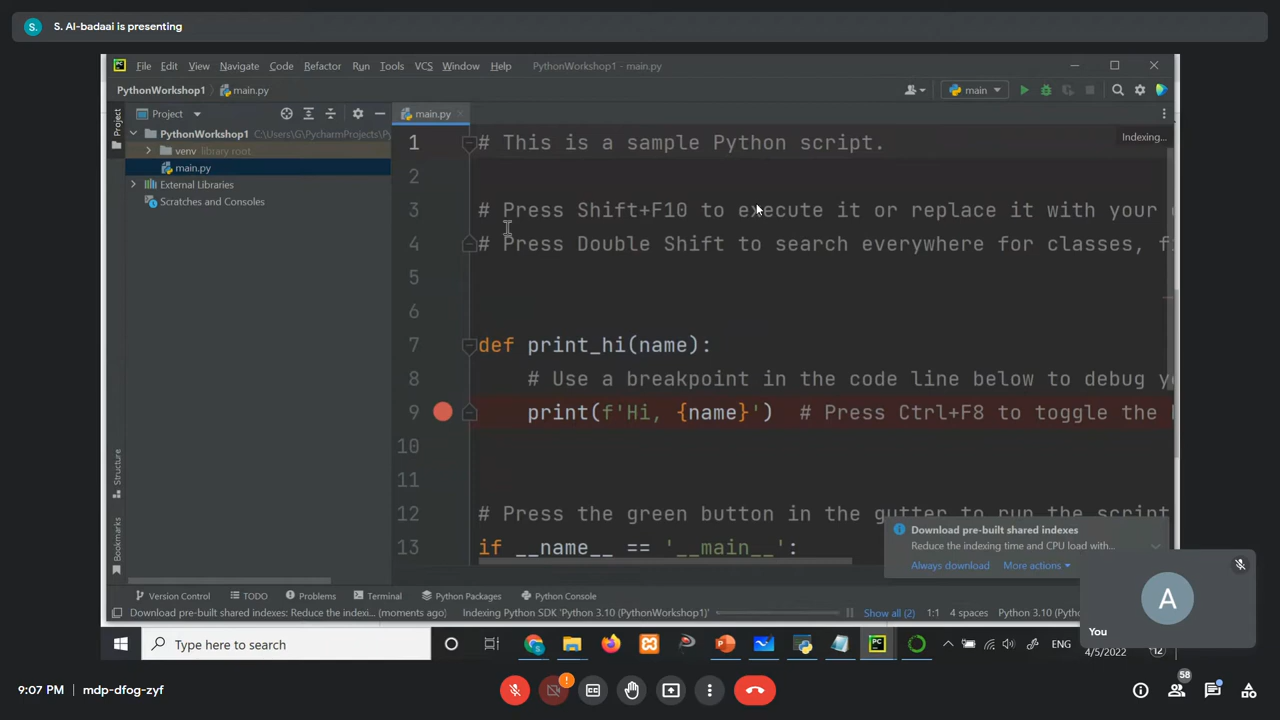 S.
S. Al-badaai is presenting
File Edit View Navigate Code Refactor Run Tools VCS Window Help PythonWorkshop1 - main.py
PythonWorkshop1 main.py
main
Project
main.py
Project
PythonWorkshop1 C:\Users\G\PycharmProjects\Py
venv library root
main.py
External Libraries
Scratches and Consoles
Indexing...
1 # This is a sample Python script.
2
3 # Press Shift+F10 to execute it or replace it with your
4 # Press Double Shift to search everywhere for classes,
5
6
7 def print_hi(name):
8 # Use a breakpoint in the code line below to debug
9 print(f'Hi, {name}') # Press Ctrl+F8 to toggle the
10
11
12 # Press the green button in the gutter to run the script
13 if __name__ == '__main__':
Structure
Bookmarks
Download pre-built shared indexes
Reduce the indexing time and CPU load with...
Always download More actions
Version Control TODO Problems Terminal Python Packages Python Console
Download pre-built shared indexes: Reduce the indexi... (moments ago) Indexing Python SDK 'Python 3.10 (PythonWorkshop1)' Show all (2) 1:1 4 spaces Python 3.10 (
A
You
Type here to search
ENG
4/5/2022
12
9:07 PM mdp-dfog-zyf
58